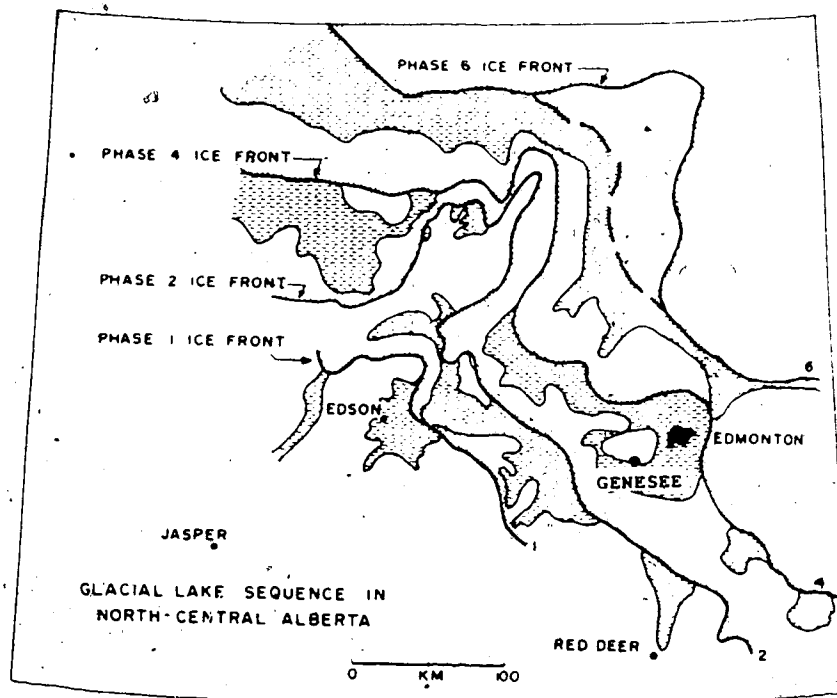 PHASE 6 ICE FRONT
PHASE 4 ICE FRONT
PHASE 2 ICE FRONT
PHASE 1 ICE FRONT
6
EDSON
EDMONTON
GENESEE
JASPER
1
4
GLACIAL LAKE SEQUENCE IN
NORTH-CENTRAL ALBERTA
RED DEER
2
0 KM 100